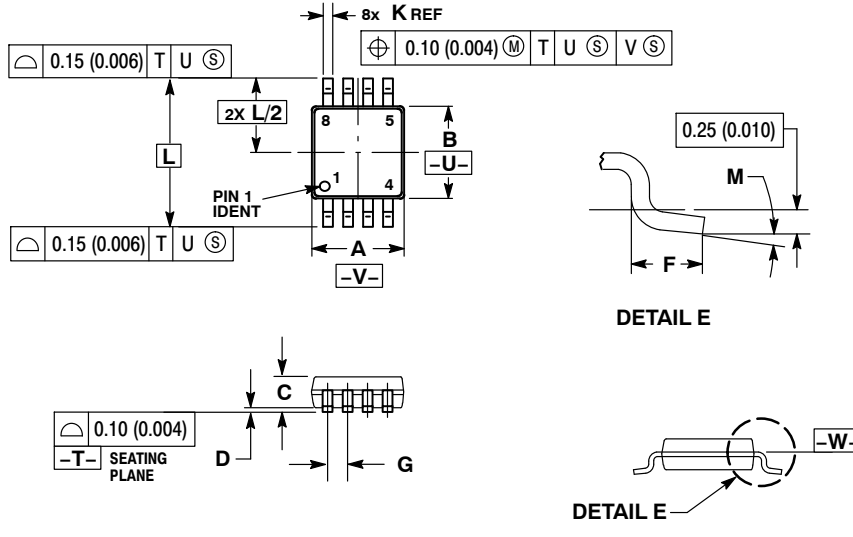 8x K REF
⌖ 0.10 (0.004) Ⓜ T U Ⓢ V Ⓢ
⌓ 0.15 (0.006) T U Ⓢ
2X L/2
8 5
B
-U-
L
0.25 (0.010)
M
PIN 1
IDENT
1 4
⌓ 0.15 (0.006) T U Ⓢ
A
-V-
F
DETAIL E
C
⌓ 0.10 (0.004)
-T- SEATING
PLANE
D
G
-W-
DETAIL E